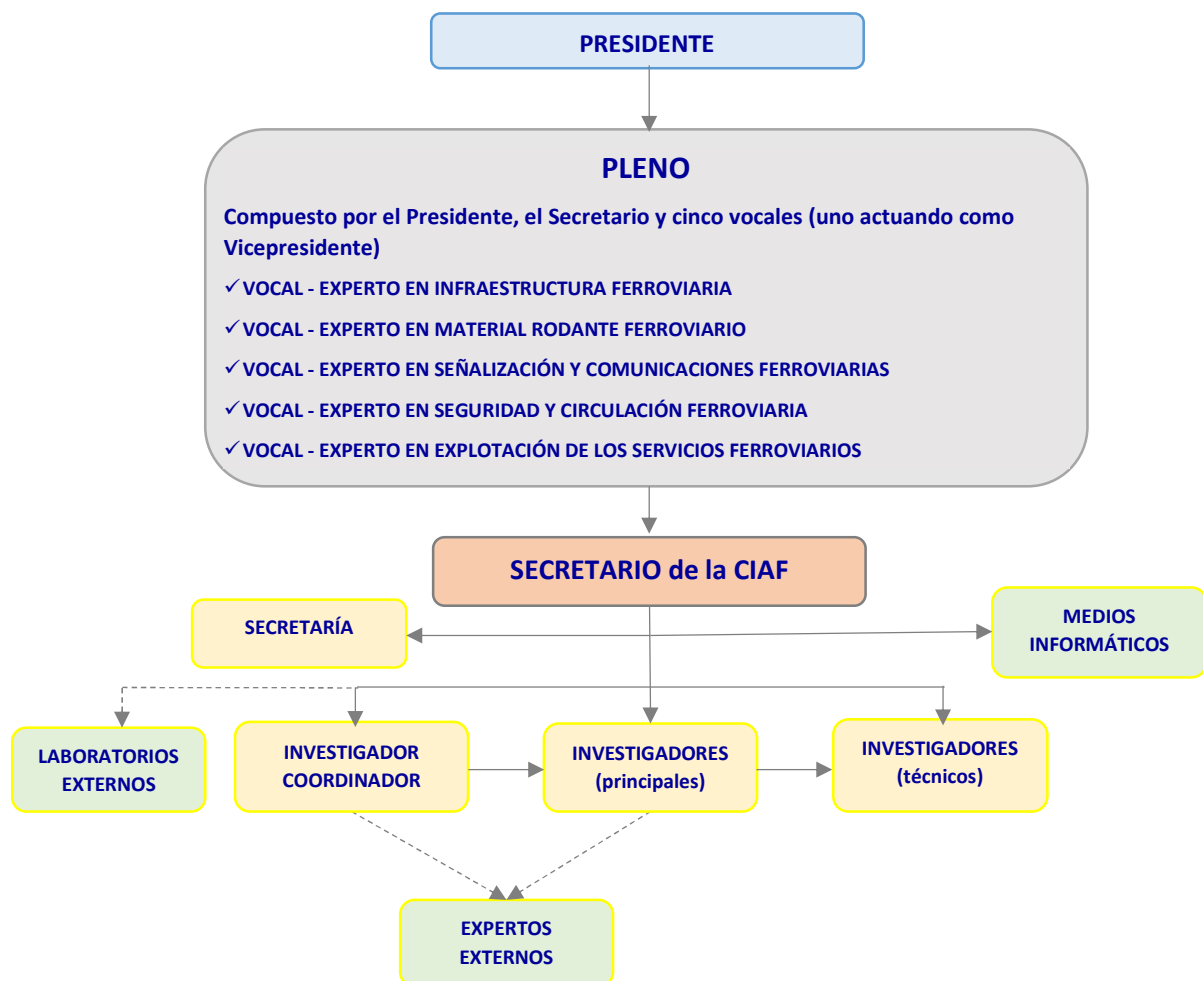 PRESIDENTE
PLENO
Compuesto por el Presidente, el Secretario y cinco vocales (uno actuando como
Vicepresidente)
✓ VOCAL - EXPERTO EN INFRAESTRUCTURA FERROVIARIA
✓ VOCAL - EXPERTO EN MATERIAL RODANTE FERROVIARIO
✓ VOCAL - EXPERTO EN SEÑALIZACIÓN Y COMUNICACIONES FERROVIARIAS
✓ VOCAL - EXPERTO EN SEGURIDAD Y CIRCULACIÓN FERROVIARIA
✓ VOCAL - EXPERTO EN EXPLOTACIÓN DE LOS SERVICIOS FERROVIARIOS
SECRETARIO de la CIAF
SECRETARÍA
MEDIOS
INFORMÁTICOS
LABORATORIOS
EXTERNOS
INVESTIGADOR
COORDINADOR
INVESTIGADORES
(principales)
INVESTIGADORES
(técnicos)
EXPERTOS
EXTERNOS